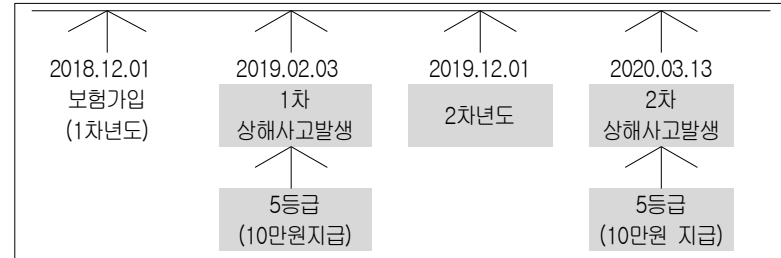 2018.12.01
보험가입
(1차년도)
2019.02.03
1차
상해사고발생
5등급
(10만원지급)
2019.12.01
2차년도
2020.03.13
2차
상해사고발생
5등급
(10만원 지급)